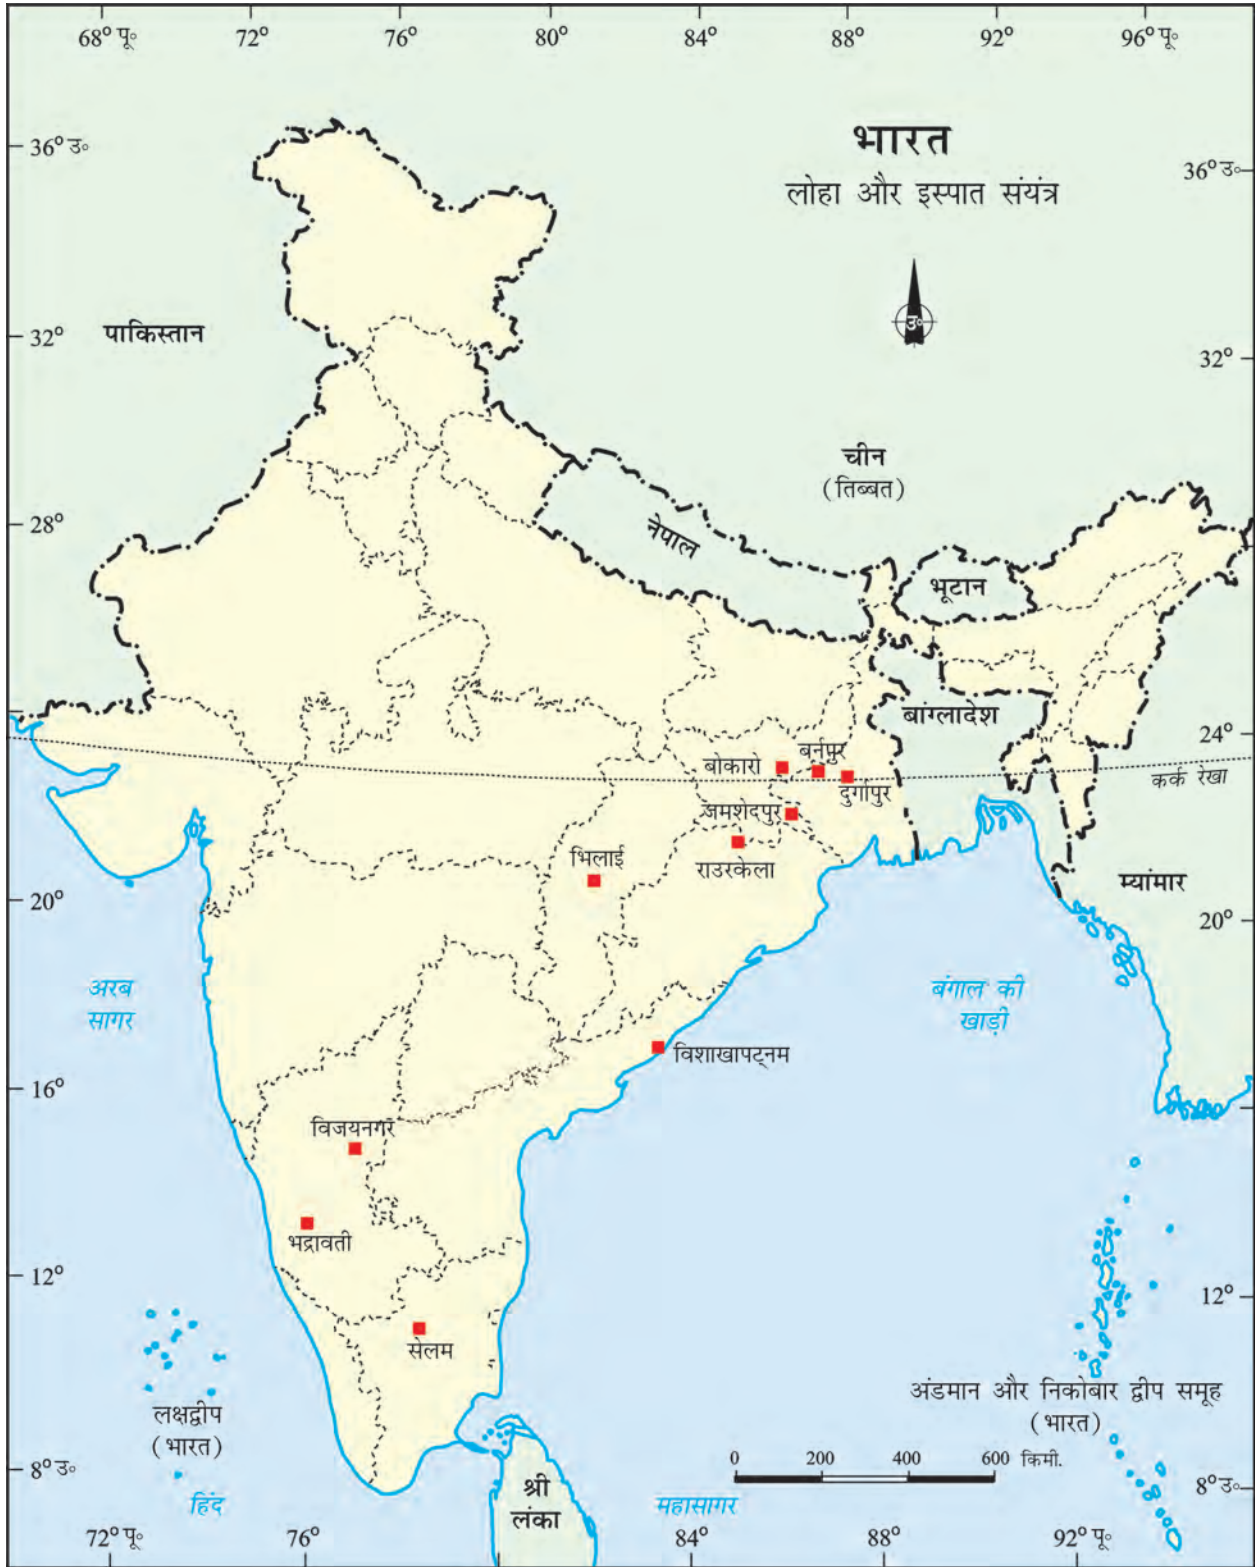 68° पू॰ 72° 76° 80° 84° 88° 92° 96° पू॰
भारत
लोहा और इस्पात संयंत्र
36° उ॰
36° उ॰
उ॰
पाकिस्तान
32°
32°
चीन
(तिब्बत)
28°
नेपाल
भूटान
बांग्लादेश
24°
बर्नपुर
बोकारो
दुर्गापुर
कर्क रेखा
जमशेदपुर
राउरकेला
भिलाई
म्यांमार
20°
20°
अरब
सागर
बंगाल की
खाड़ी
विशाखापट्नम
16°
विजयनगर
भद्रावती
12°
12°
सेलम
लक्षद्वीप
(भारत)
अंडमान और निकोबार द्वीप समूह
(भारत)
0 200 400 600 किमी.
8° उ॰
8° उ॰
श्री
लंका
हिंद
महासागर
72° पू॰ 76° 84° 88° 92° पू॰